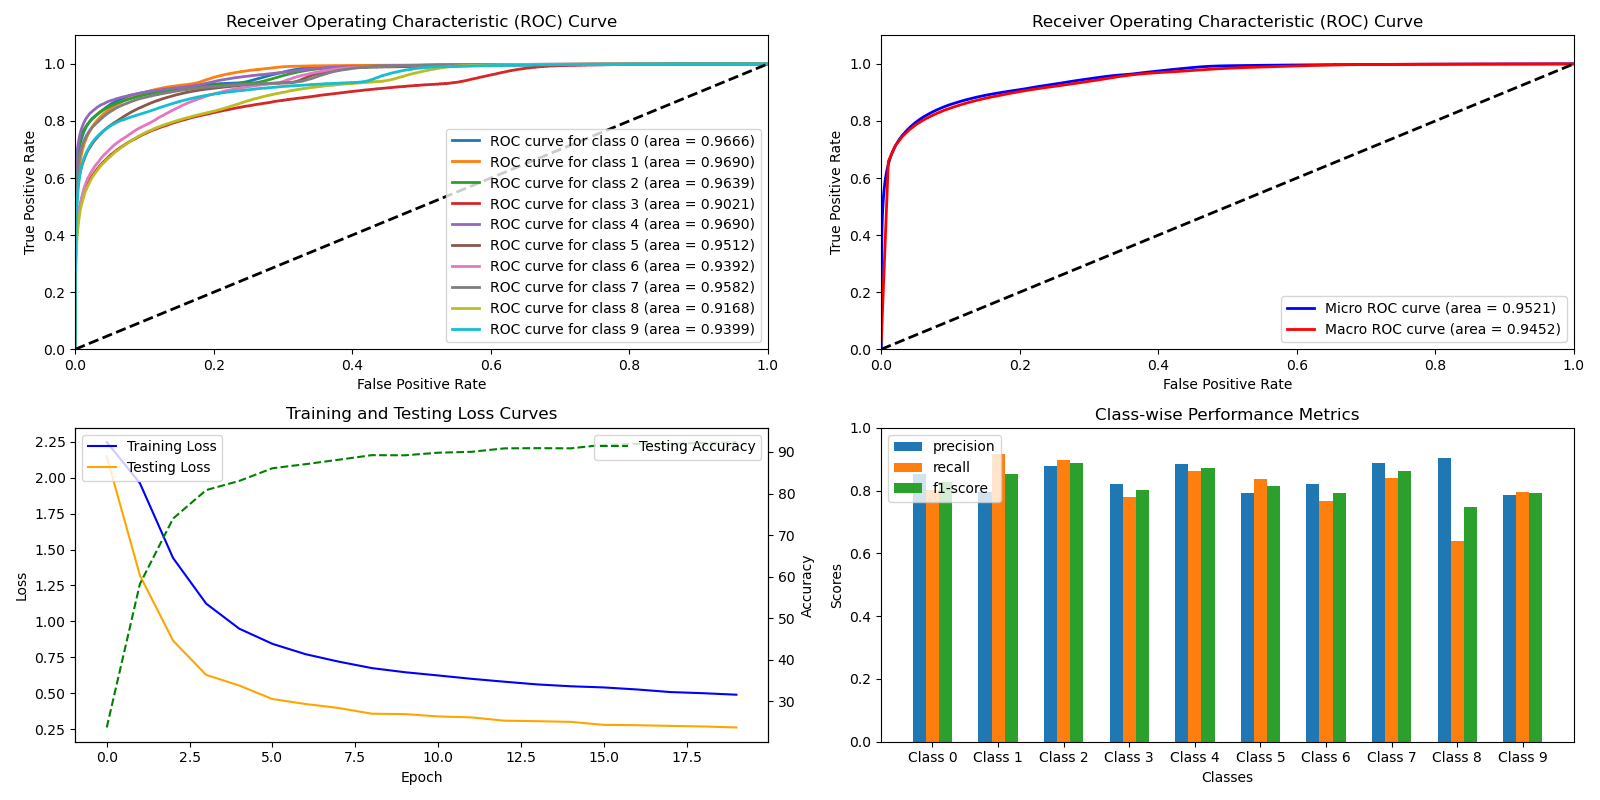 Receiver Operating Characteristic (ROC) Curve
True Positive Rate
1.0
0.8
0.6
0.4
0.2
0.0
ROC curve for class 0 (area = 0.9666)
ROC curve for class 1 (area = 0.9690)
ROC curve for class 2 (area = 0.9639)
ROC curve for class 3 (area = 0.9021)
ROC curve for class 4 (area = 0.9690)
ROC curve for class 5 (area = 0.9512)
ROC curve for class 6 (area = 0.9392)
ROC curve for class 7 (area = 0.9582)
ROC curve for class 8 (area = 0.9168)
ROC curve for class 9 (area = 0.9399)
0.0 0.2 0.4 0.6 0.8 1.0
False Positive Rate
Receiver Operating Characteristic (ROC) Curve
True Positive Rate
1.0
0.8
0.6
0.4
0.2
0.0
Micro ROC curve (area = 0.9521)
Macro ROC curve (area = 0.9452)
0.0 0.2 0.4 0.6 0.8 1.0
False Positive Rate
Training and Testing Loss Curves
Loss
2.25
2.00
1.75
1.50
1.25
1.00
0.75
0.50
0.25
Training Loss
Testing Loss
Testing Accuracy
90
80
70
60
50
40
30
Accuracy
0.0 2.5 5.0 7.5 10.0 12.5 15.0 17.5
Epoch
Class-wise Performance Metrics
Scores
1.0
0.8
0.6
0.4
0.2
0.0
precision
recall
f1-score
Class 0 Class 1 Class 2 Class 3 Class 4 Class 5 Class 6 Class 7 Class 8 Class 9
Classes